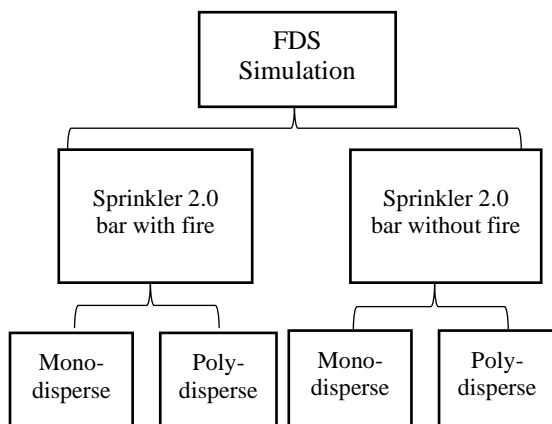 FDS
Simulation
Sprinkler 2.0
bar with fire
Sprinkler 2.0
bar without fire
Mono-
disperse
Poly-
disperse
Mono-
disperse
Poly-
disperse